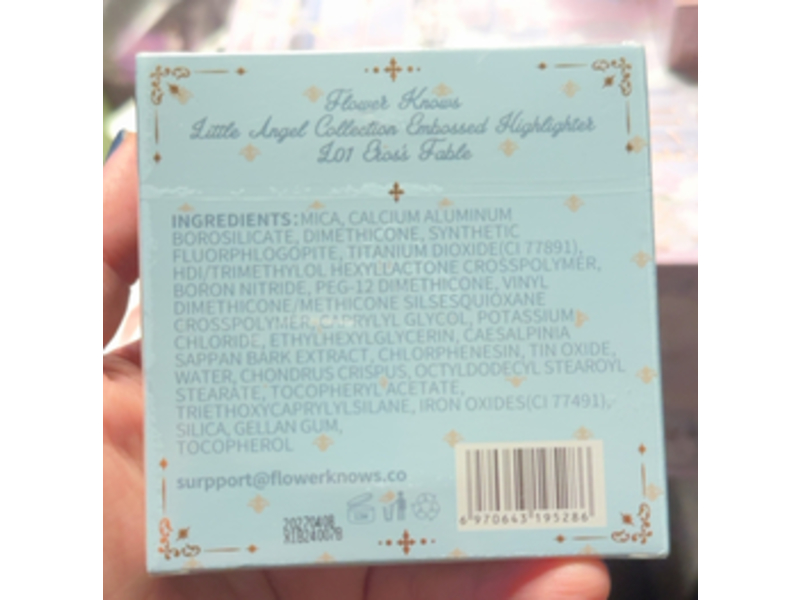 Flower Knows
Little Angel Collection Embossed Highlighter
L01 Eros's Fable
INGREDIENTS:MICA, CALCIUM ALUMINUM
BOROSILICATE, DIMETHICONE, SYNTHETIC
FLUORPHLOGOPITE, TITANIUM DIOXIDE(CI 77891),
HDI/TRIMETHYLOL HEXYLLACTONE CROSSPOLYMER,
BORON NITRIDE, PEG-12 DIMETHICONE, VINYL
DIMETHICONE/METHICONE SILSESQUIOXANE
CROSSPOLYMER, CAPRYLYL GLYCOL, POTASSIUM
CHLORIDE, ETHYLHEXYLGLYCERIN, CAESALPINIA
SAPPAN BARK EXTRACT, CHLORPHENESIN, TIN OXIDE,
WATER, CHONDRUS CRISPUS, OCTYLDODECYL STEAROYL
STEARATE, TOCOPHERYL ACETATE,
TRIETHOXYCAPRYLYLSILANE, IRON OXIDES(CI 77491),
SILICA, GELLAN GUM,
TOCOPHEROL
surpport@flowerknows.co
20270408
6 970643 195286